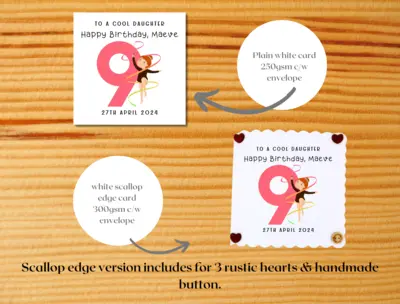 TO A COOL DAUGHTER
Happy Birthday, Maeve
9
27TH APRIL 2024
Plain white card
250gsm c/w
envelope
TO A COOL DAUGHTER
Happy Birthday, Maeve
9
27TH APRIL 2024
white scallop
edge card
300gsm c/w
envelope
Scallop edge version includes for 3 rustic hearts & handmade
button.